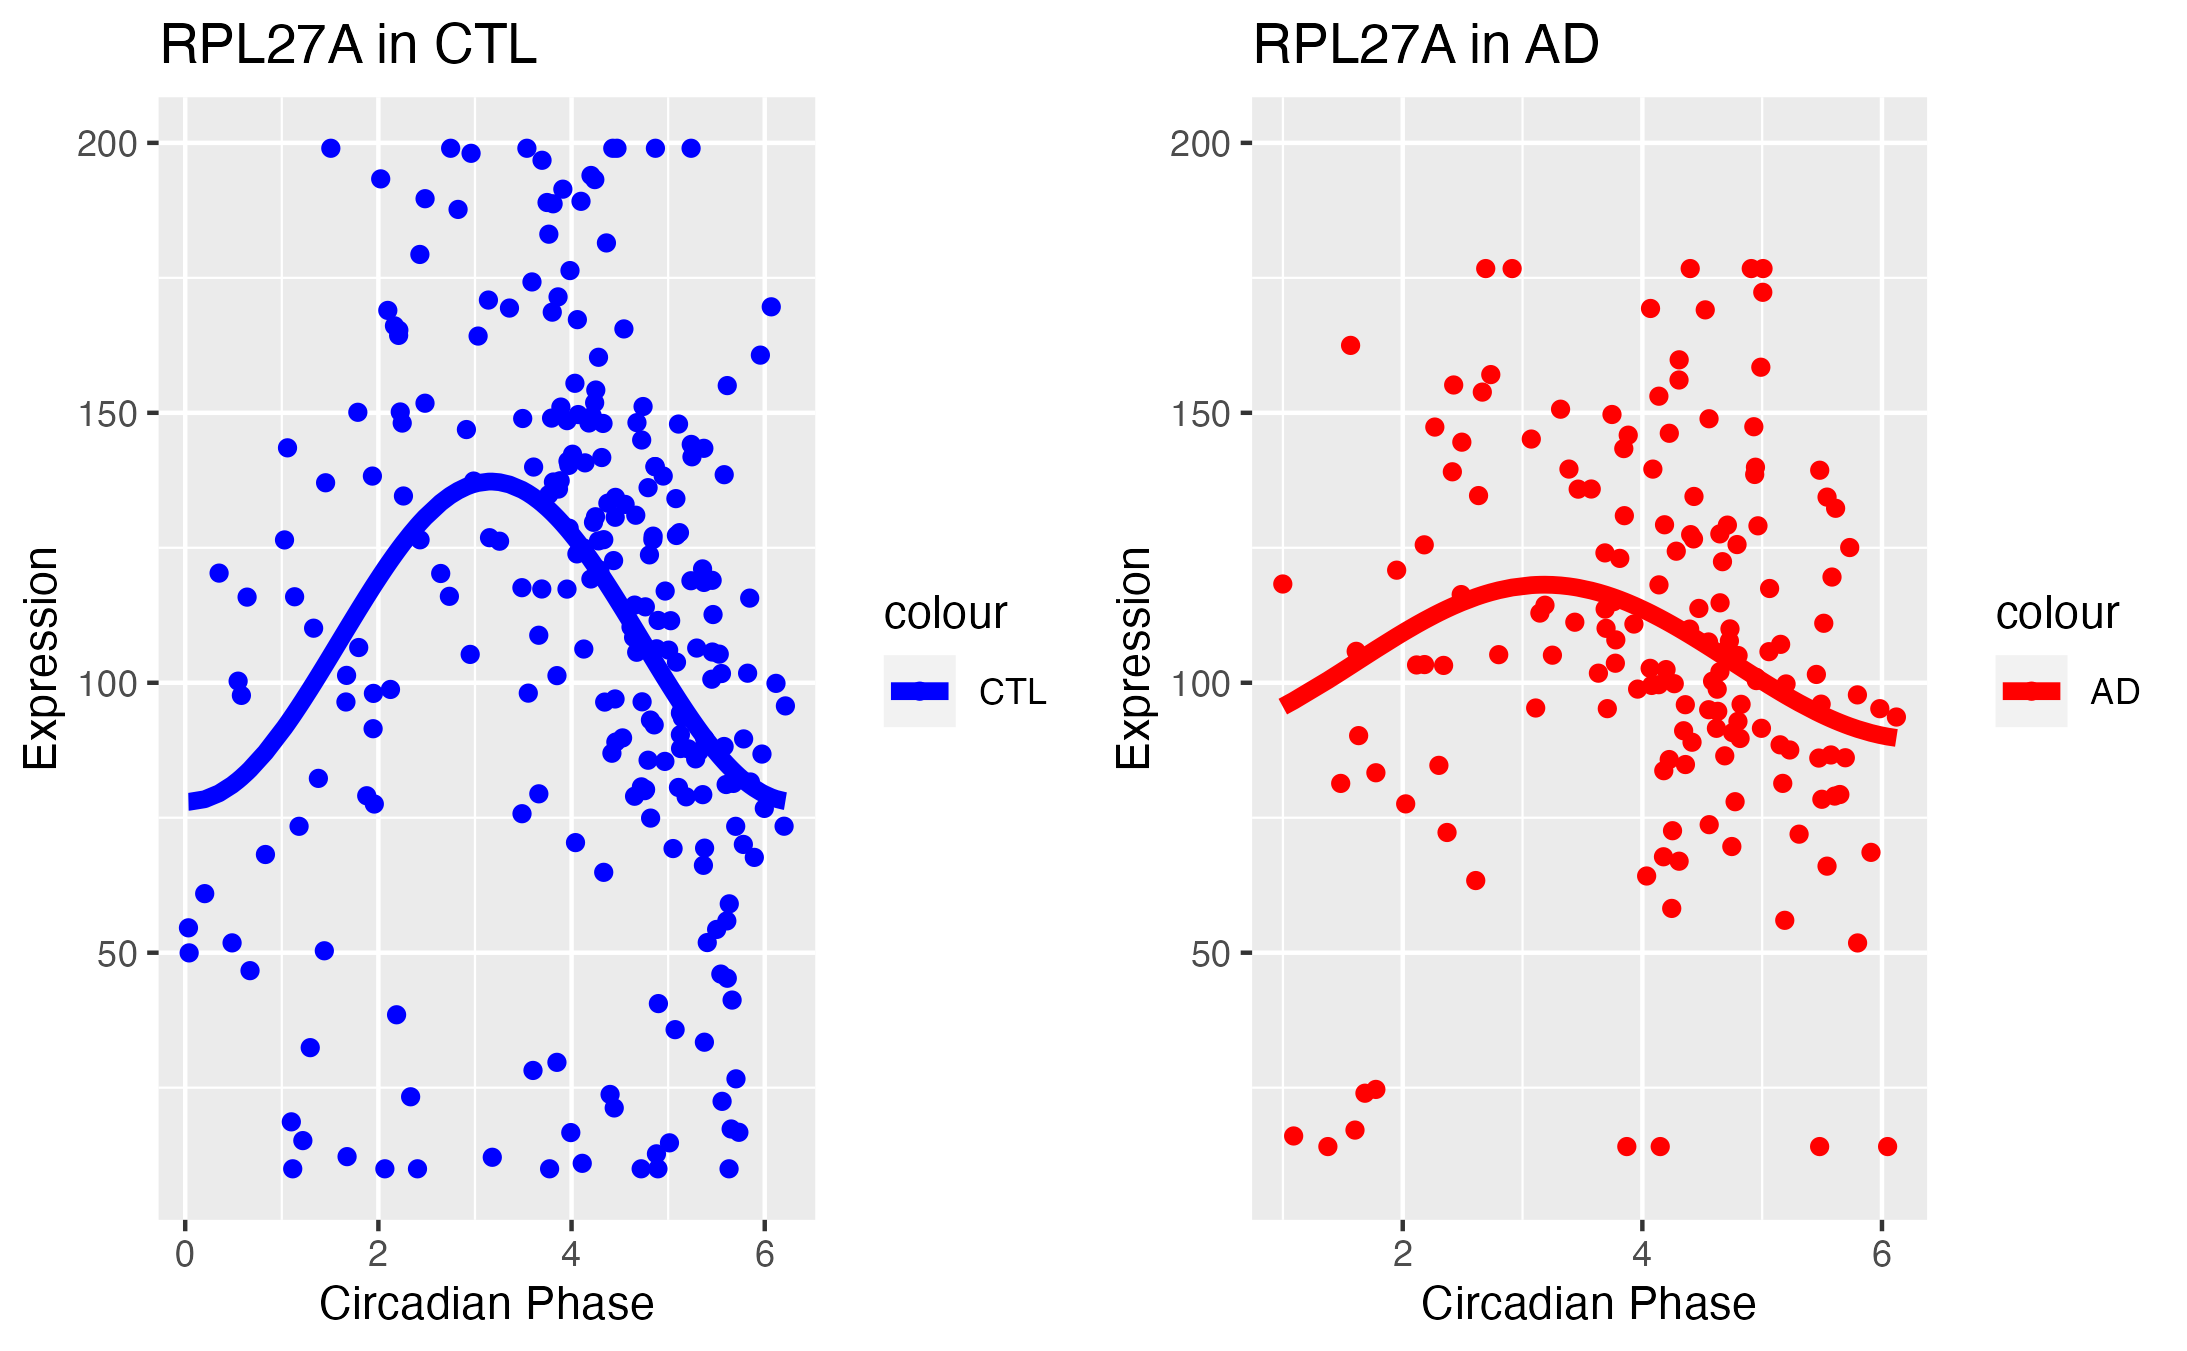 RPL27A in CTL
200
150
100
50
Expression
0 2 4 6
Circadian Phase
colour
CTL
RPL27A in AD
200
150
100
50
Expression
2 4 6
Circadian Phase
colour
AD